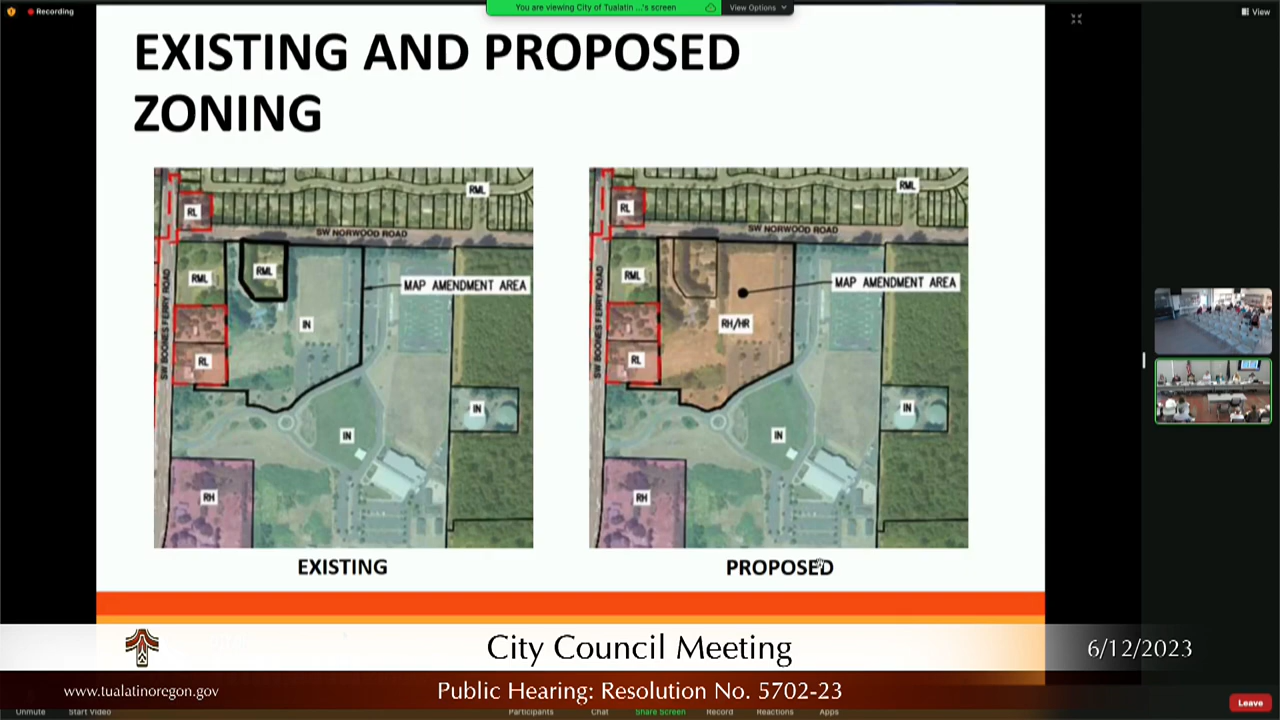 Recording
You are viewing City of Tualatin ...'s screen
View Options
View
EXISTING AND PROPOSED
ZONING
RML
RL
SW NORWOOD ROAD
RML
RML
MAP AMENDMENT AREA
IN
SW BOONES FERRY ROAD
RL
IN
IN
RH
EXISTING
RML
RL
SW NORWOOD ROAD
RML
MAP AMENDMENT AREA
RH/HR
SW BOONES FERRY ROAD
RL
IN
IN
RH
PROPOSED
City Council Meeting
6/12/2023
www.tualatinoregon.gov
Public Hearing: Resolution No. 5702-23
Unmute
Start Video
Participants
Chat
Share Screen
Record
Reactions
Apps
Leave